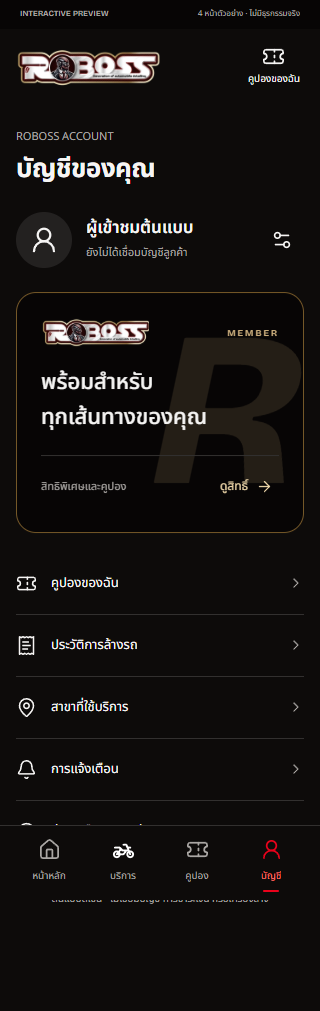 INTERACTIVE PREVIEW
4 หน้าตัวอย่าง · ไม่มีธุรกรรมจริง
ROBOSS
คูปองของฉัน
ROBOSS ACCOUNT
บัญชีของคุณ
ผู้เข้าชมต้นแบบ
ยังไม่ได้เชื่อมบัญชีลูกค้า
ROBOSS
MEMBER
พร้อมสำหรับ
ทุกเส้นทางของคุณ
R
สิทธิพิเศษและคูปอง
ดูสิทธิ์
คูปองของฉัน
ประวัติการล้างรถ
สาขาที่ใช้บริการ
การแจ้งเตือน
หน้าหลัก
บริการ
คูปอง
บัญชี